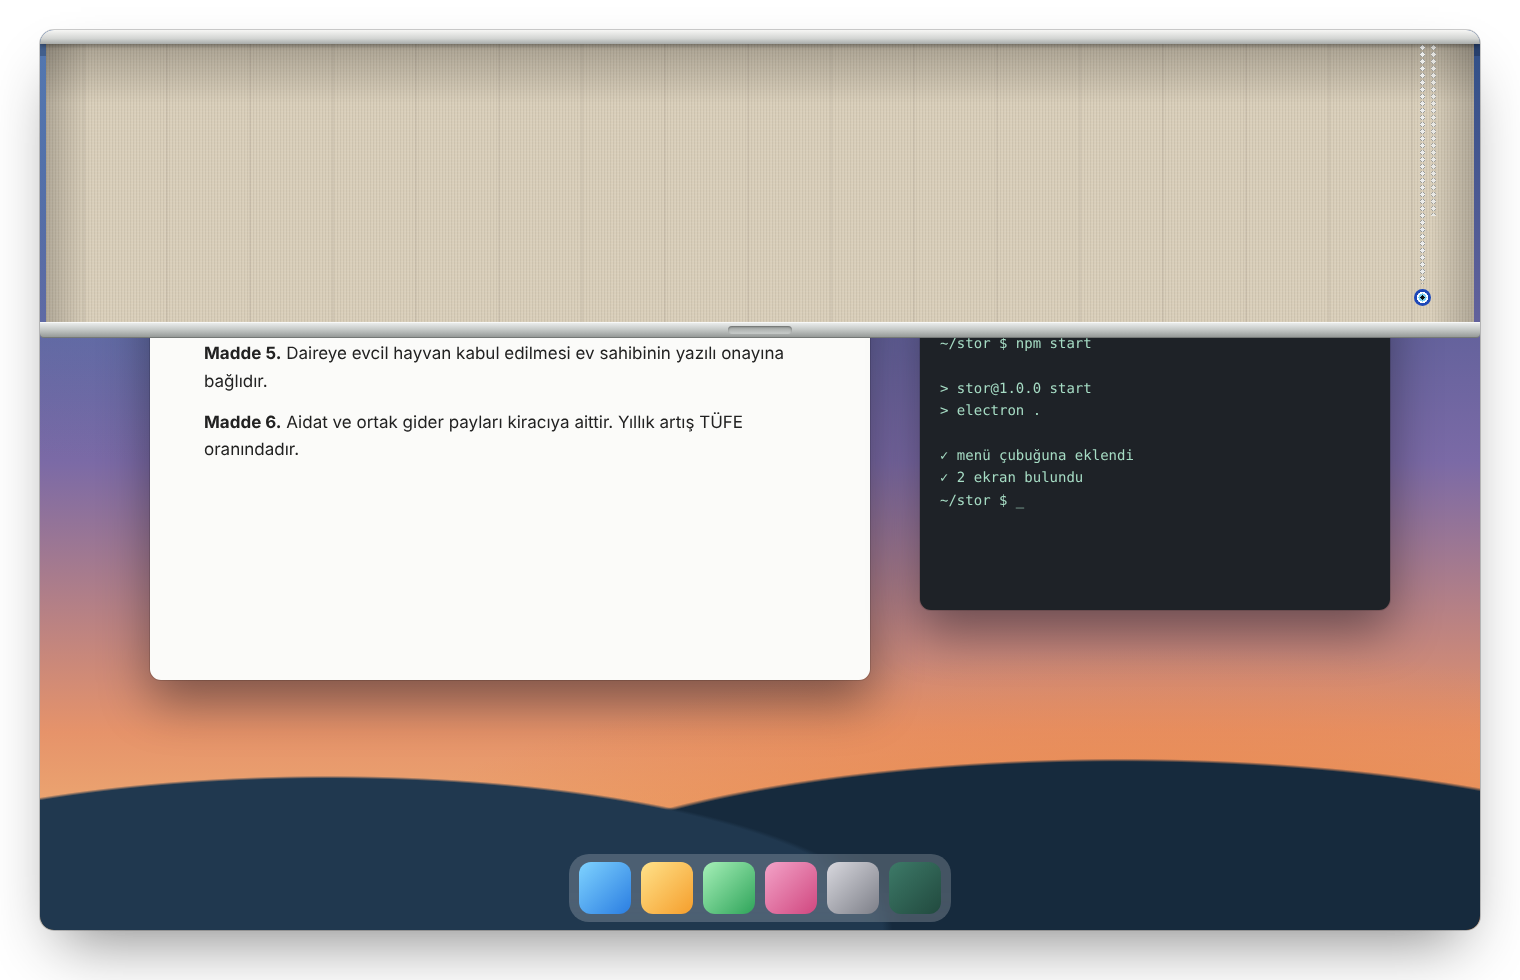 Madde 5. Daireye evcil hayvan kabul edilmesi ev sahibinin yazılı onayına
bağlıdır.
Madde 6. Aidat ve ortak gider payları kiracıya aittir. Yıllık artış TÜFE
oranındadır.
~/stor $ npm start
> stor@1.0.0 start
> electron .
✓ menü çubuğuna eklendi
✓ 2 ekran bulundu
~/stor $ _